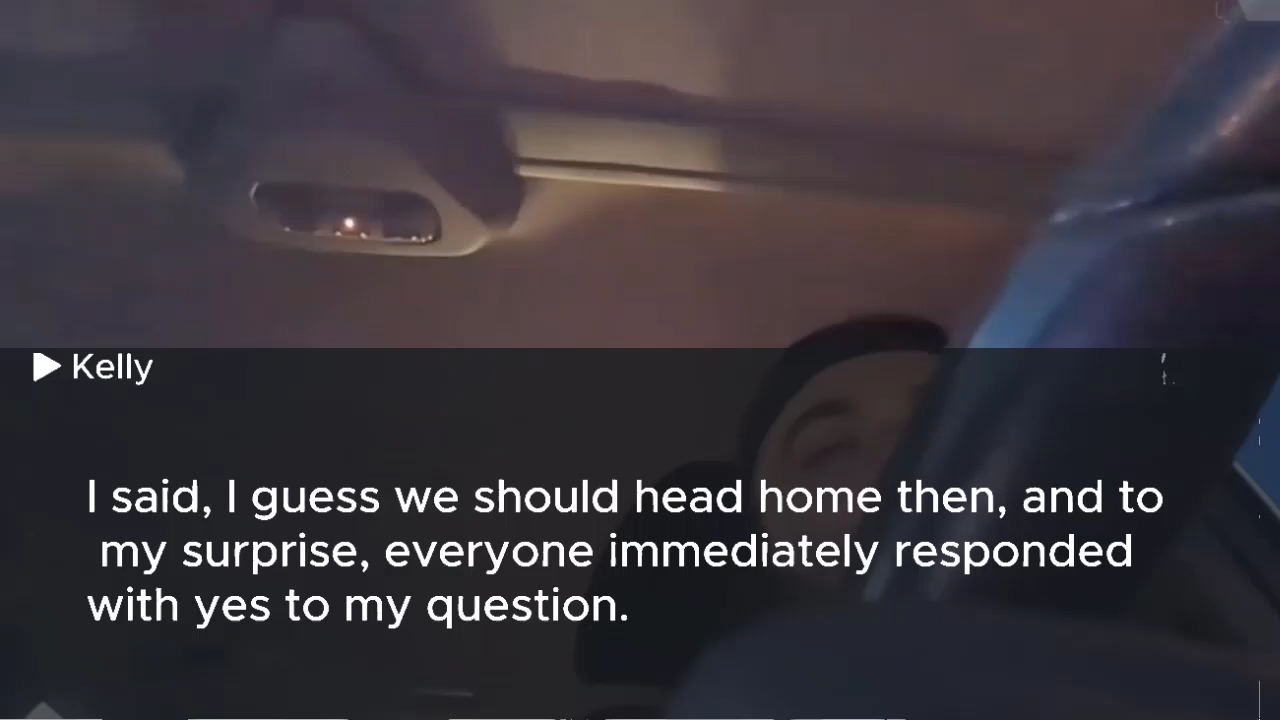 Kelly
I said, I guess we should head home then, and to
my surprise, everyone immediately responded
with yes to my question.